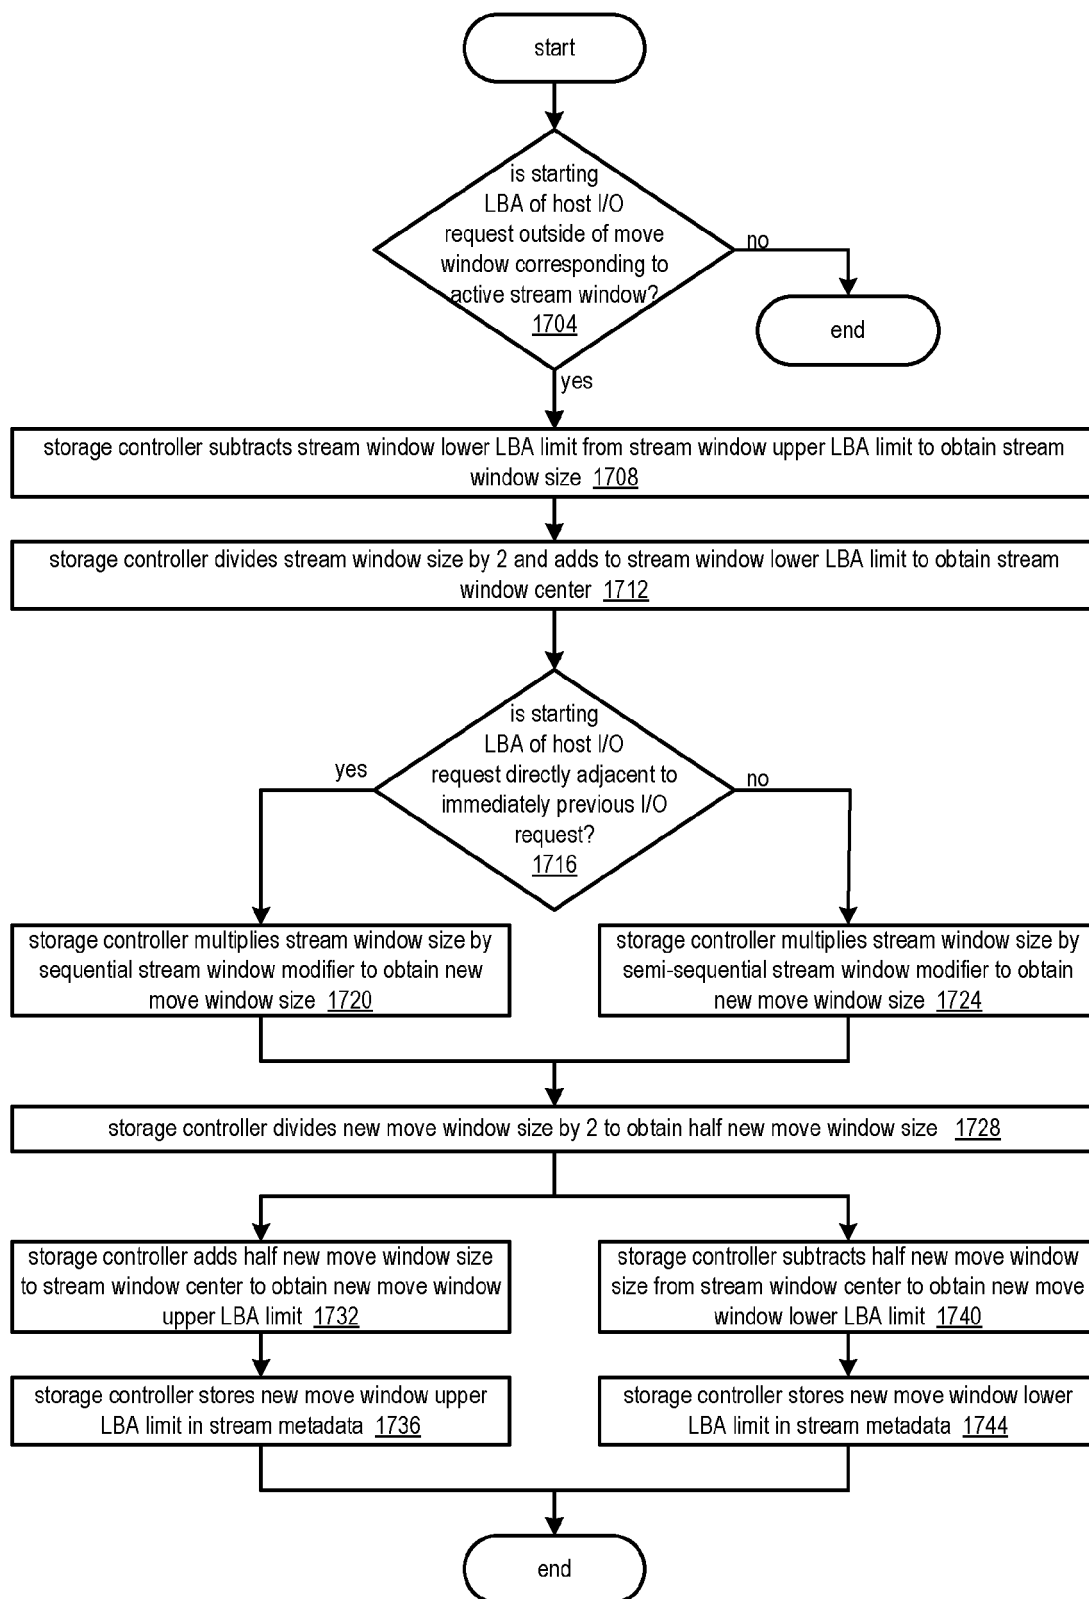 start
is starting
LBA of host I/O
request outside of move
window corresponding to
active stream window?
1704
no
end
yes
storage controller subtracts stream window lower LBA limit from stream window upper LBA limit to obtain stream
window size 1708
storage controller divides stream window size by 2 and adds to stream window lower LBA limit to obtain stream
window center 1712
is starting
LBA of host I/O
request directly adjacent to
immediately previous I/O
request?
1716
yes
no
storage controller multiplies stream window size by
sequential stream window modifier to obtain new
move window size 1720
storage controller multiplies stream window size by
semi-sequential stream window modifier to obtain
new move window size 1724
storage controller divides new move window size by 2 to obtain half new move window size 1728
storage controller adds half new move window size
to stream window center to obtain new move window
upper LBA limit 1732
storage controller subtracts half new move window
size from stream window center to obtain new move
window lower LBA limit 1740
storage controller stores new move window upper
LBA limit in stream metadata 1736
storage controller stores new move window lower
LBA limit in stream metadata 1744
end